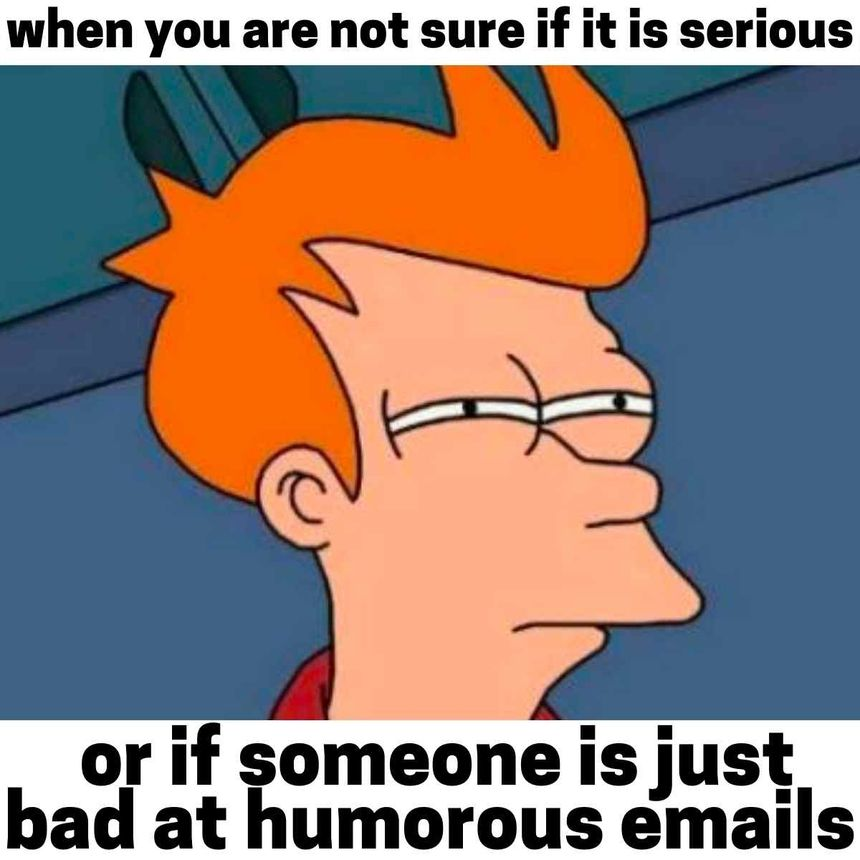 when you are not sure if it is serious
or if someone is just
bad at humorous emails